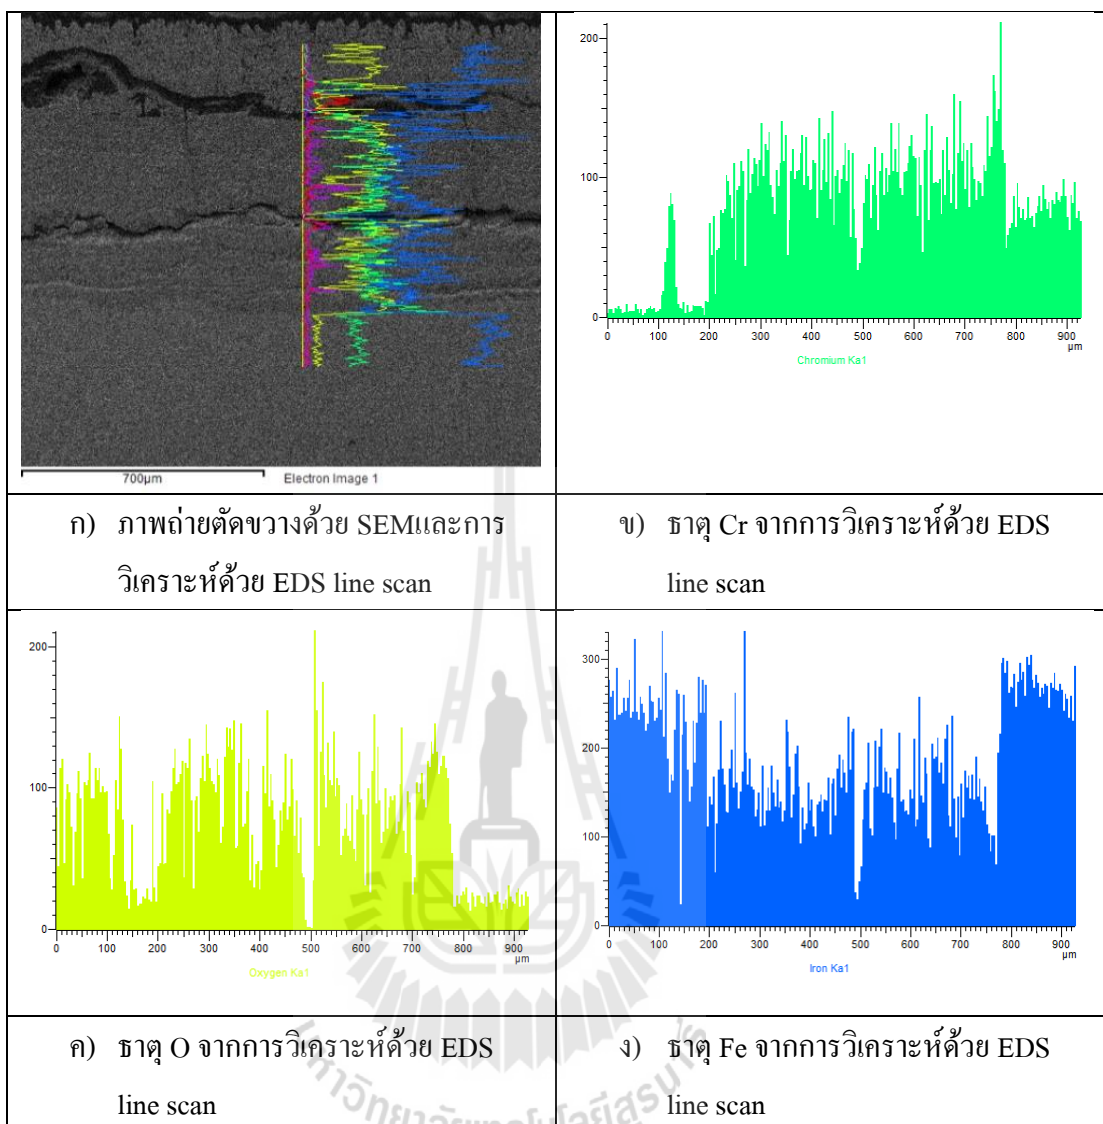 700µm Electron Image 1
200
100
0
0 100 200 300 400 500 600 700 800 900
µm
Chromium Ka1
ก) ภาพถ่ายตัดขวางด้วย SEMและการ
วิเคราะห์ด้วย EDS line scan
ข) ธาตุ Cr จากการวิเคราะห์ด้วย EDS
line scan
200
100
0
0 100 200 300 400 500 600 700 800 900
µm
Oxygen Ka1
300
200
100
0
0 100 200 300 400 500 600 700 800 900
µm
Iron Ka1
ค) ธาตุ O จากการวิเคราะห์ด้วย EDS
line scan
ง) ธาตุ Fe จากการวิเคราะห์ด้วย EDS
line scan